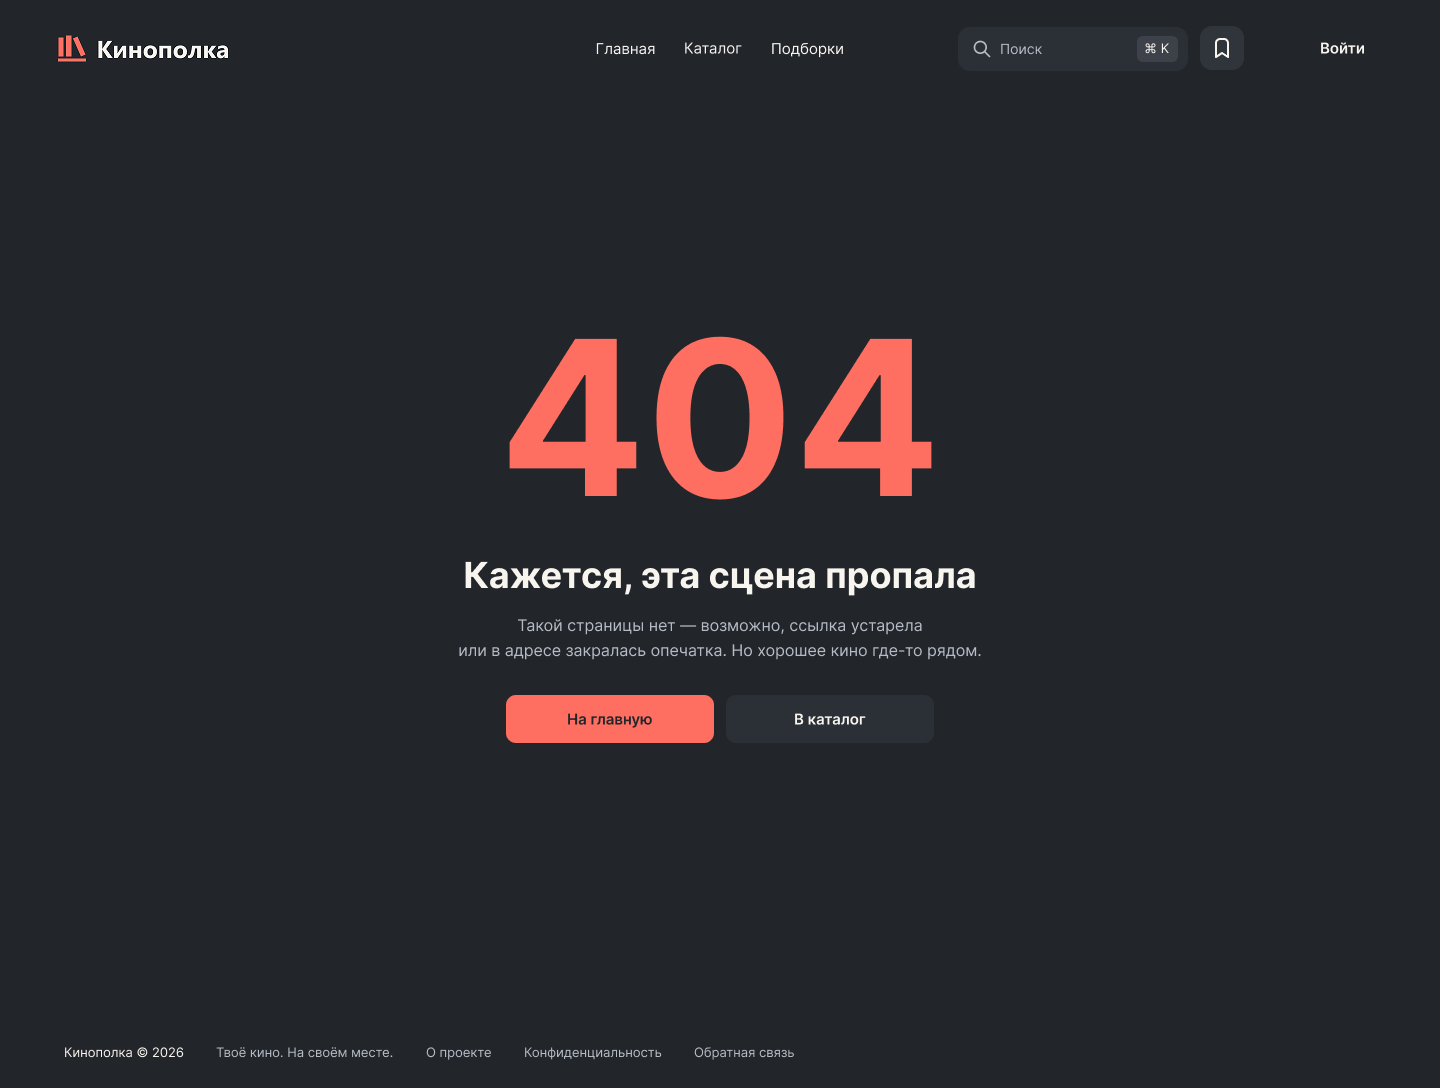 Кинополка
Главная
Каталог
Подборки
Поиск
⌘ K
Войти
404
Кажется, эта сцена пропала
Такой страницы нет — возможно, ссылка устарела
или в адресе закралась опечатка. Но хорошее кино где-то рядом.
На главную
В каталог
Кинополка © 2026
Твоё кино. На своём месте.
О проекте
Конфиденциальность
Обратная связь